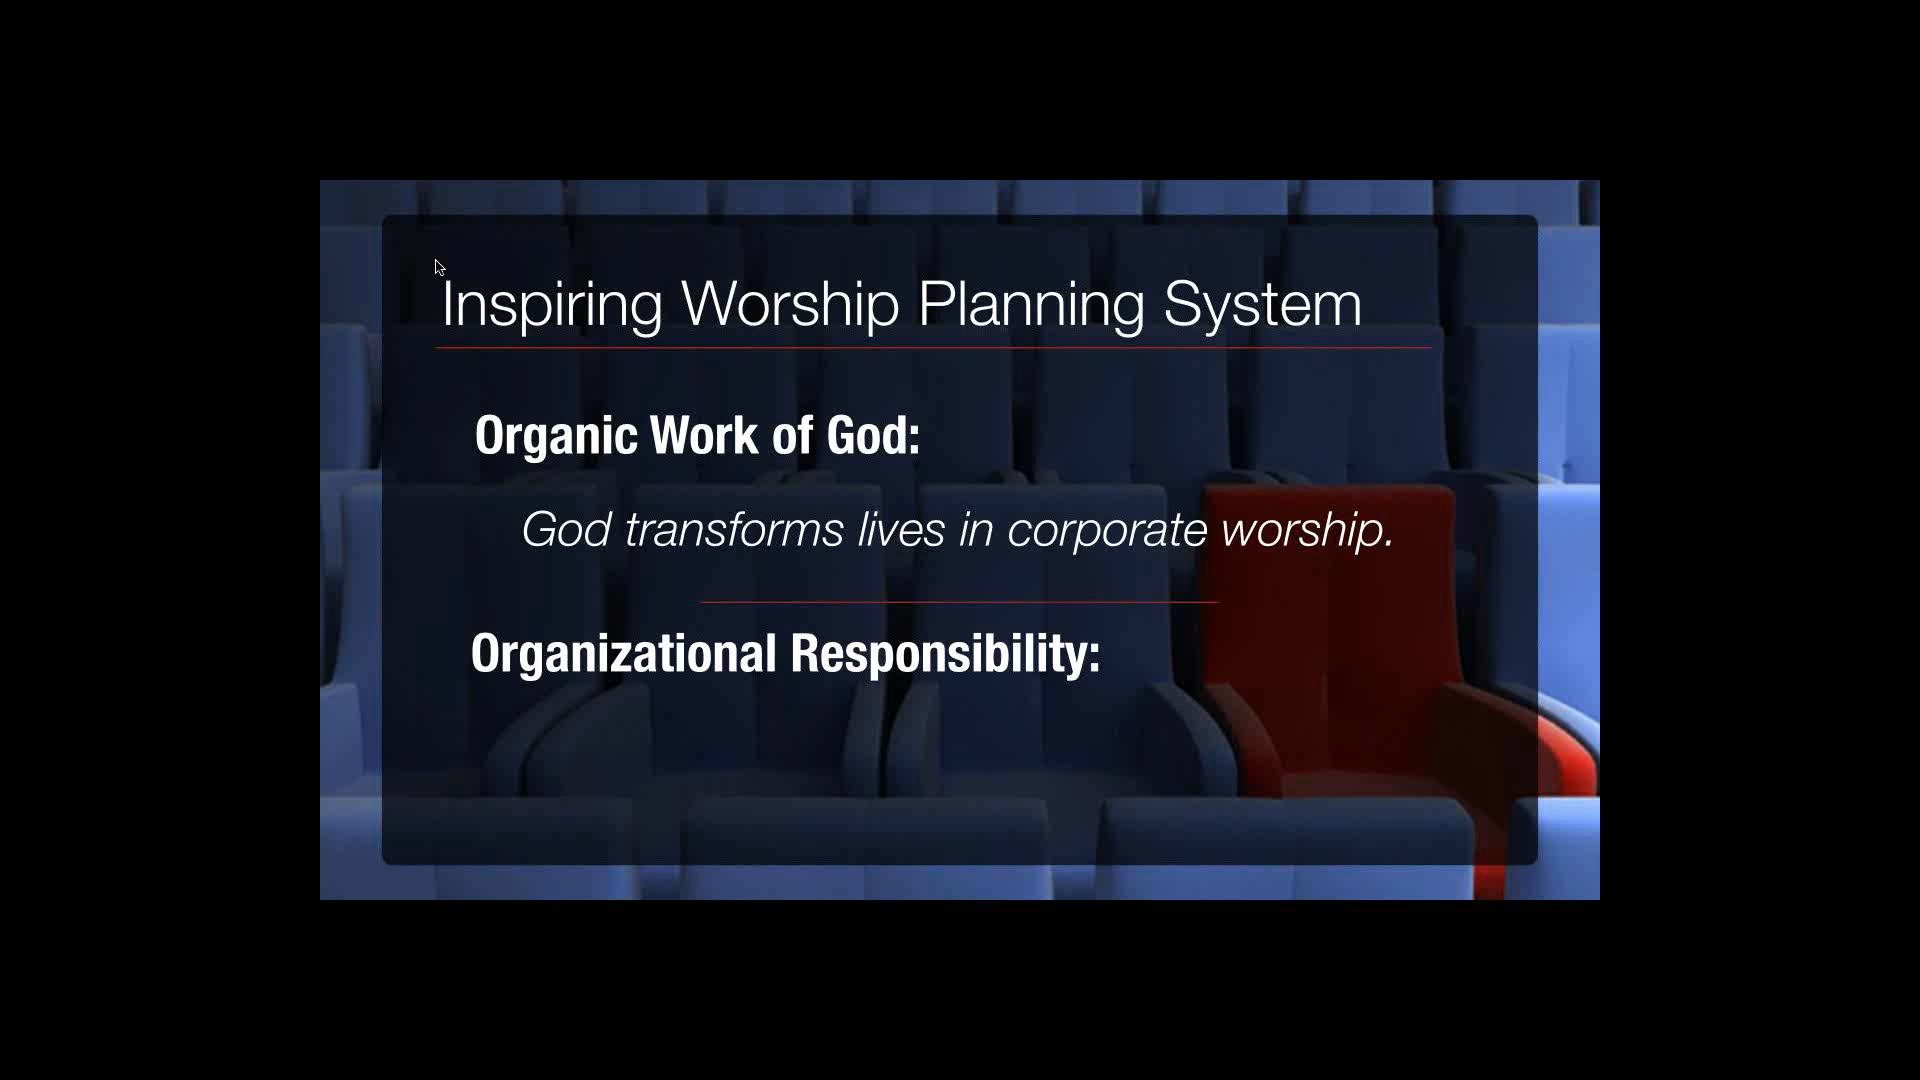 Inspiring Worship Planning System
Organic Work of God:
God transforms lives in corporate worship.
Organizational Responsibility: